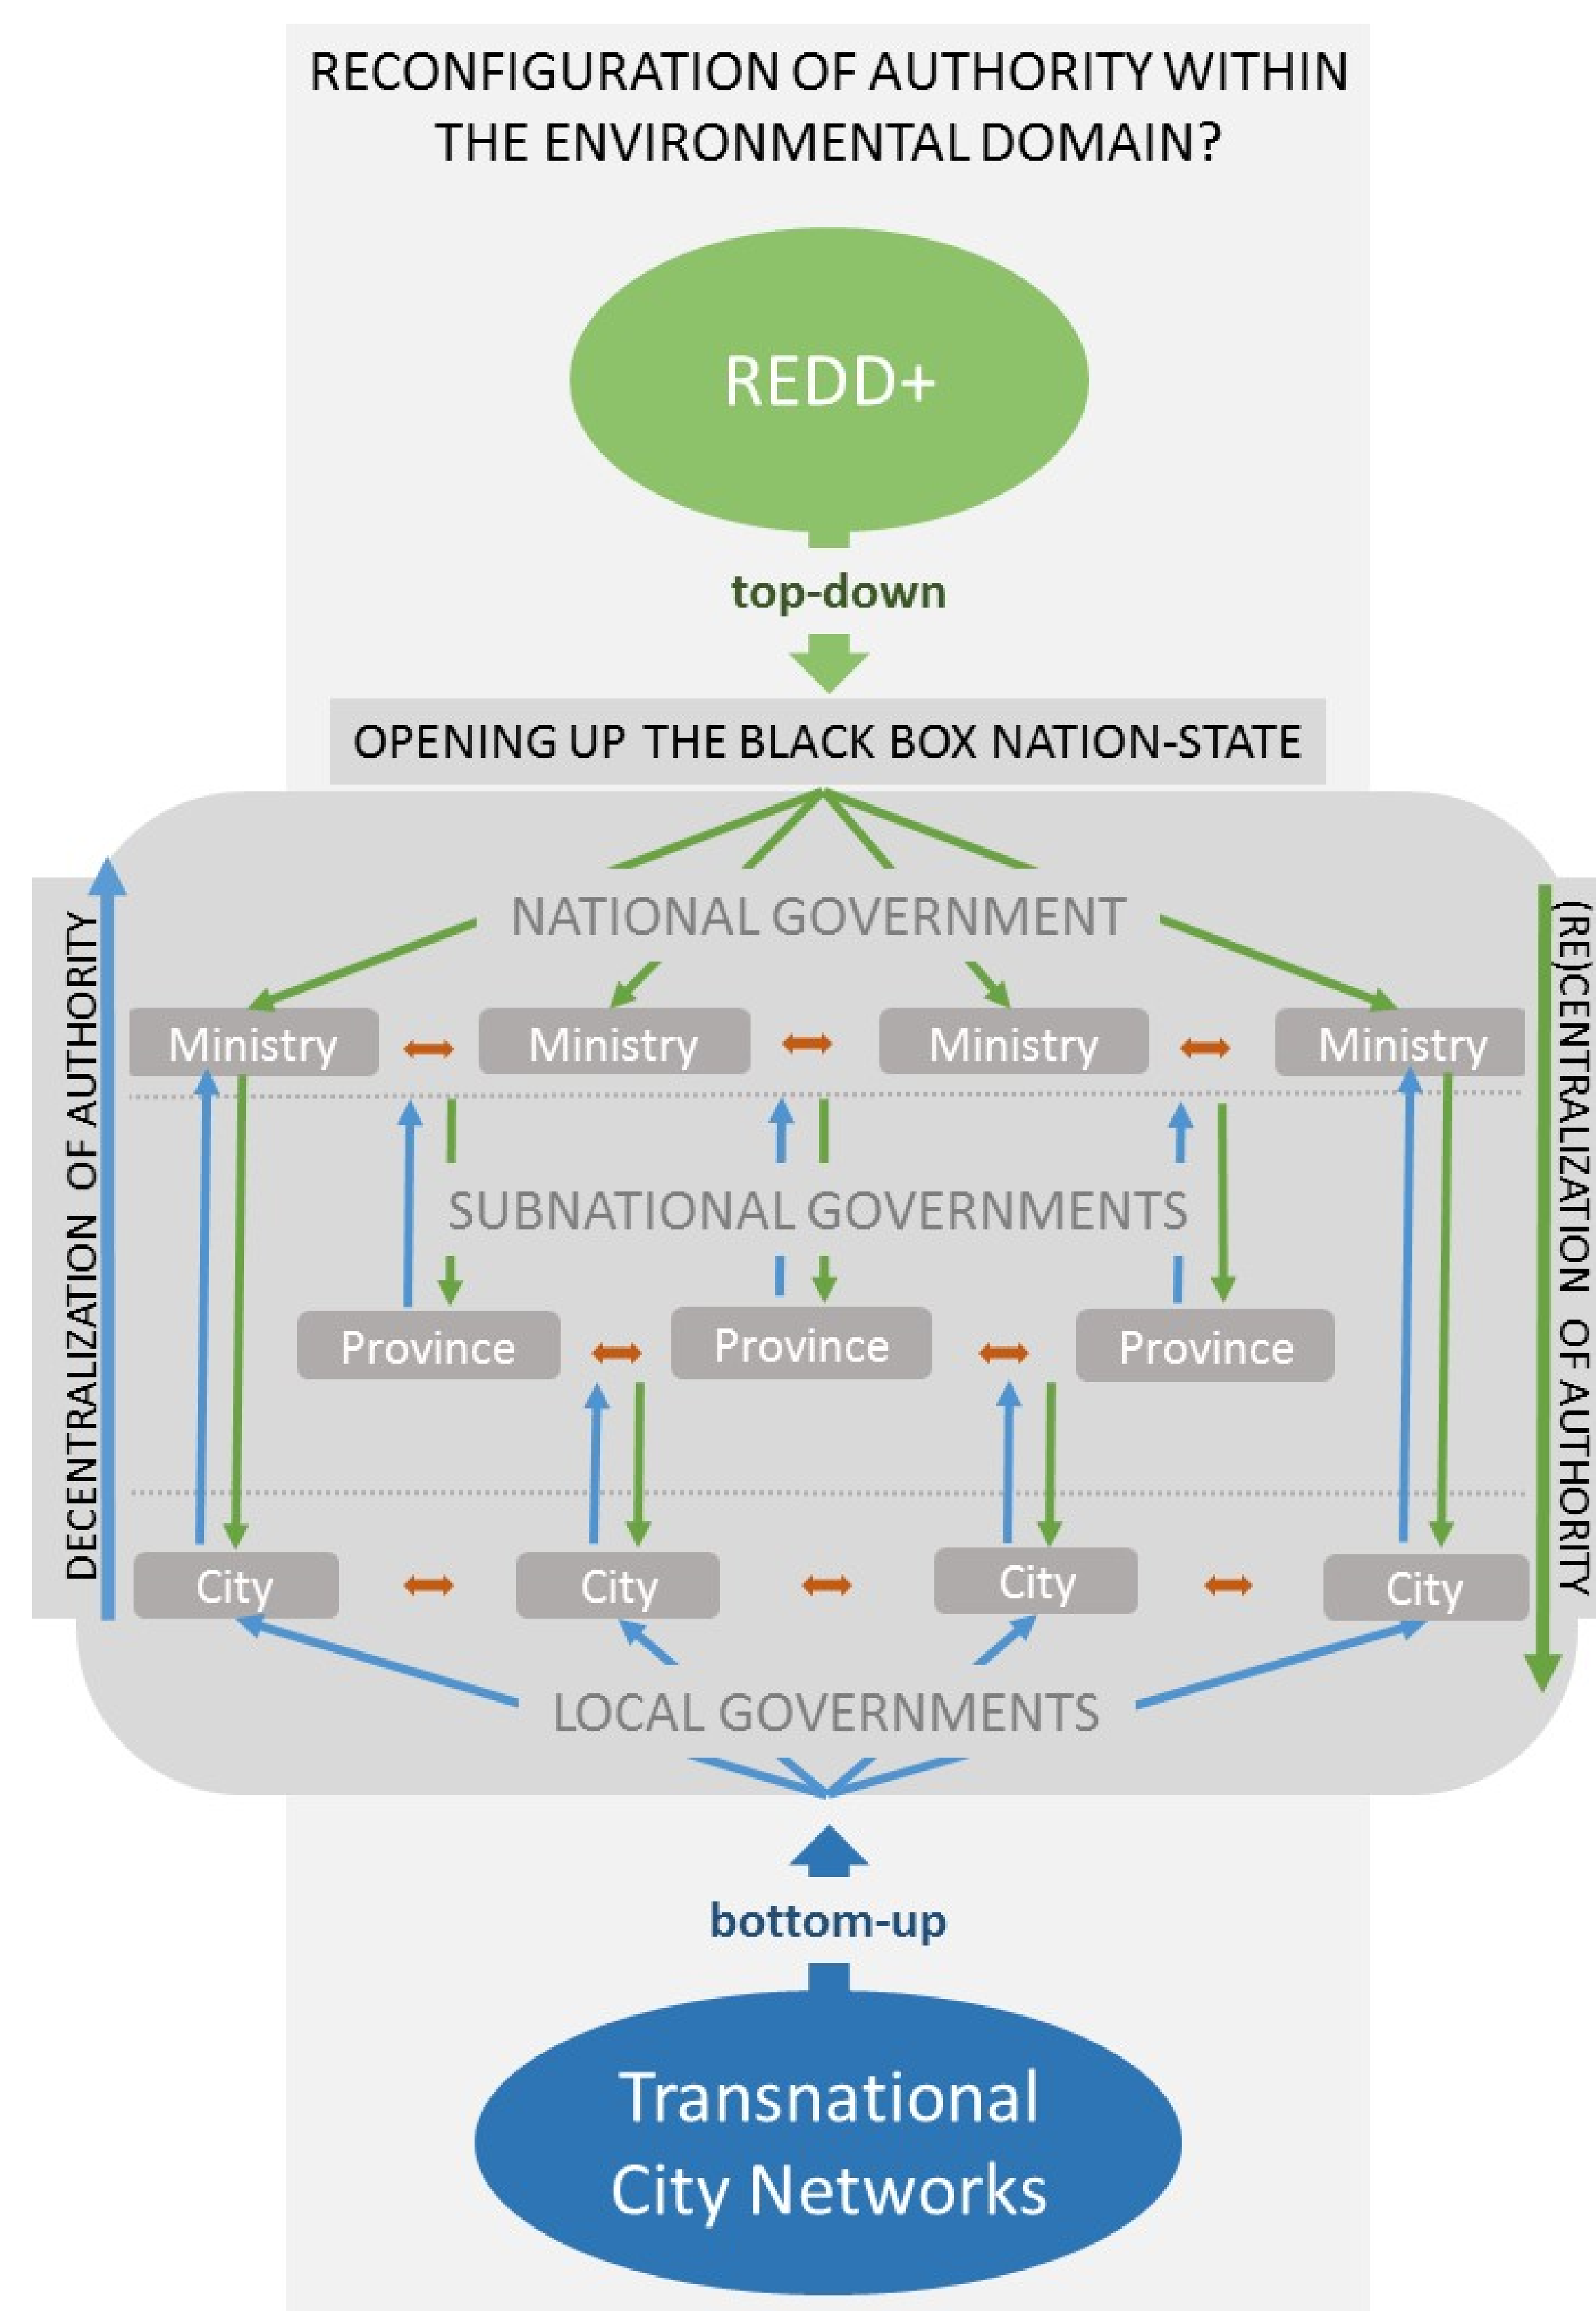 RECONFIGURATION OF AUTHORITY WITHIN
THE ENVIRONMENTAL DOMAIN?
REDD+
top-down
OPENING UP THE BLACK BOX NATION-STATE
NATIONAL GOVERNMENT
DECENTRALIZATION OF AUTHORITY
(RE)CENTRALIZATION OF AUTHORITY
Ministry
Ministry
Ministry
Ministry
SUBNATIONAL GOVERNMENTS
Province
Province
Province
City
City
City
City
LOCAL GOVERNMENTS
bottom-up
Transnational
City Networks